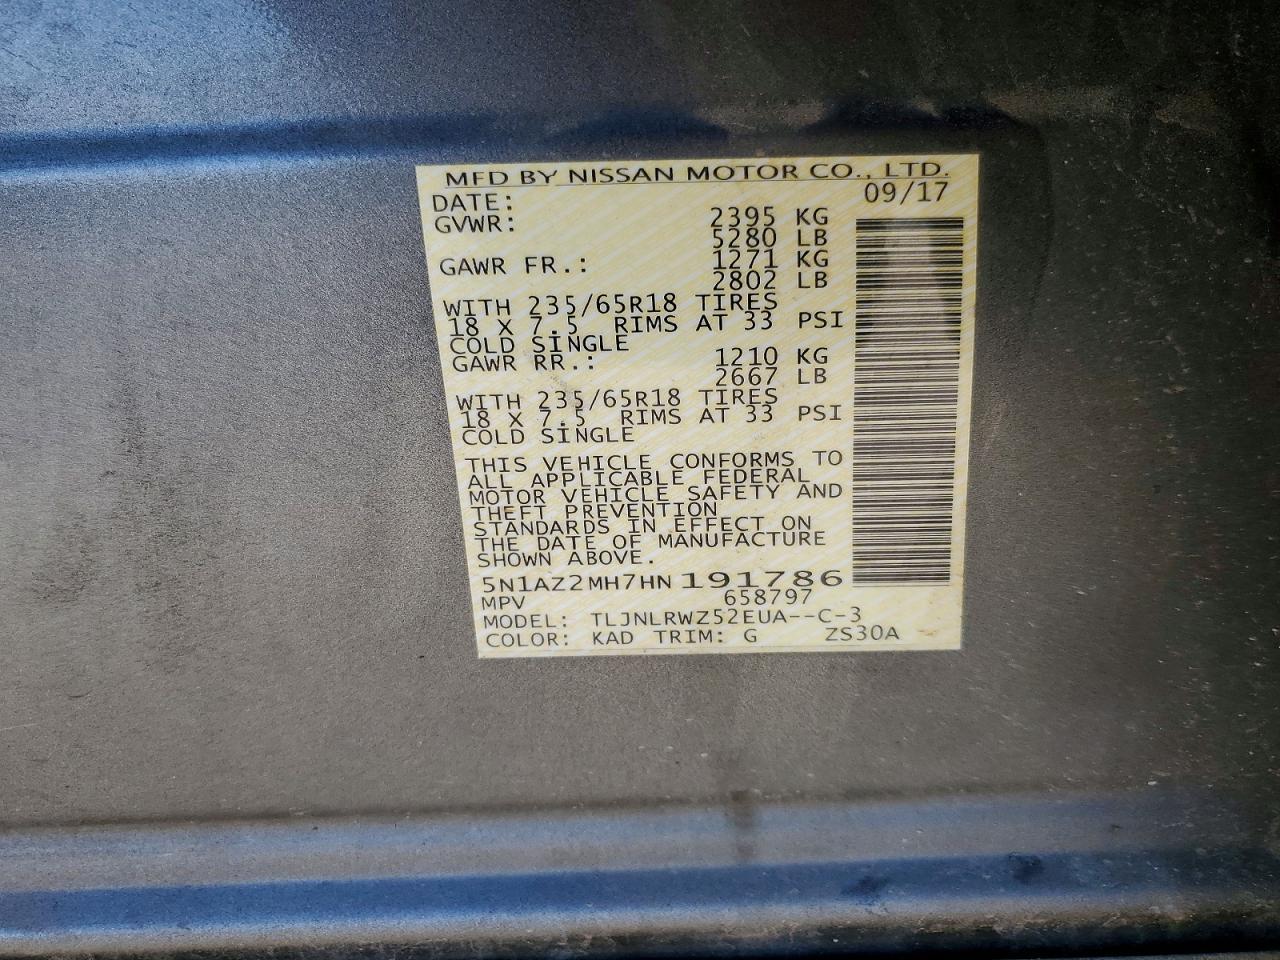 MFD BY NISSAN MOTOR CO., LTD.
DATE: 09/17
GVWR: 2395 KG
5280 LB
GAWR FR.: 1271 KG
2802 LB
WITH 235/65R18 TIRES
18 X 7.5 RIMS AT 33 PSI
COLD SINGLE
GAWR RR.: 1210 KG
2667 LB
WITH 235/65R18 TIRES
18 X 7.5 RIMS AT 33 PSI
COLD SINGLE
THIS VEHICLE CONFORMS TO
ALL APPLICABLE FEDERAL
MOTOR VEHICLE SAFETY AND
THEFT PREVENTION
STANDARDS IN EFFECT ON
THE DATE OF MANUFACTURE
SHOWN ABOVE.
5N1AZ2MH7HN191786
MPV 658797
MODEL: TLJNLRWZ52EUA--C-3
COLOR: KAD TRIM: G ZS30A